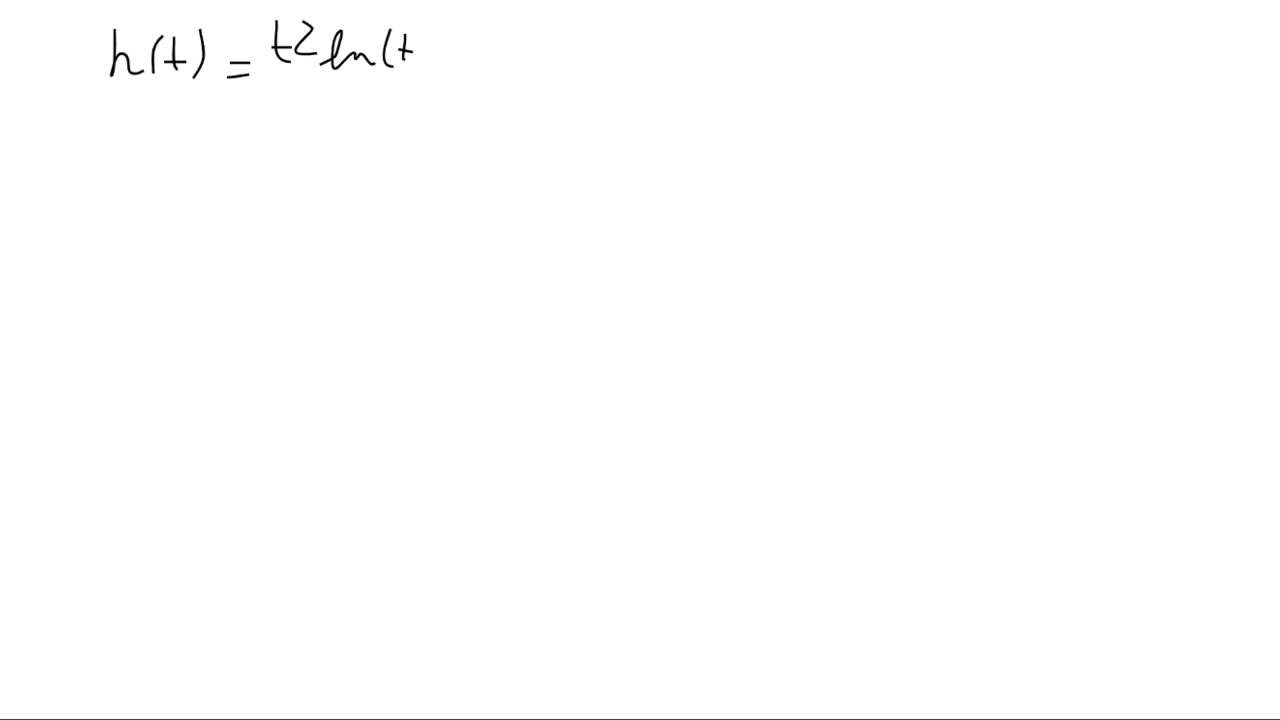 h(t) = t2 ln(t